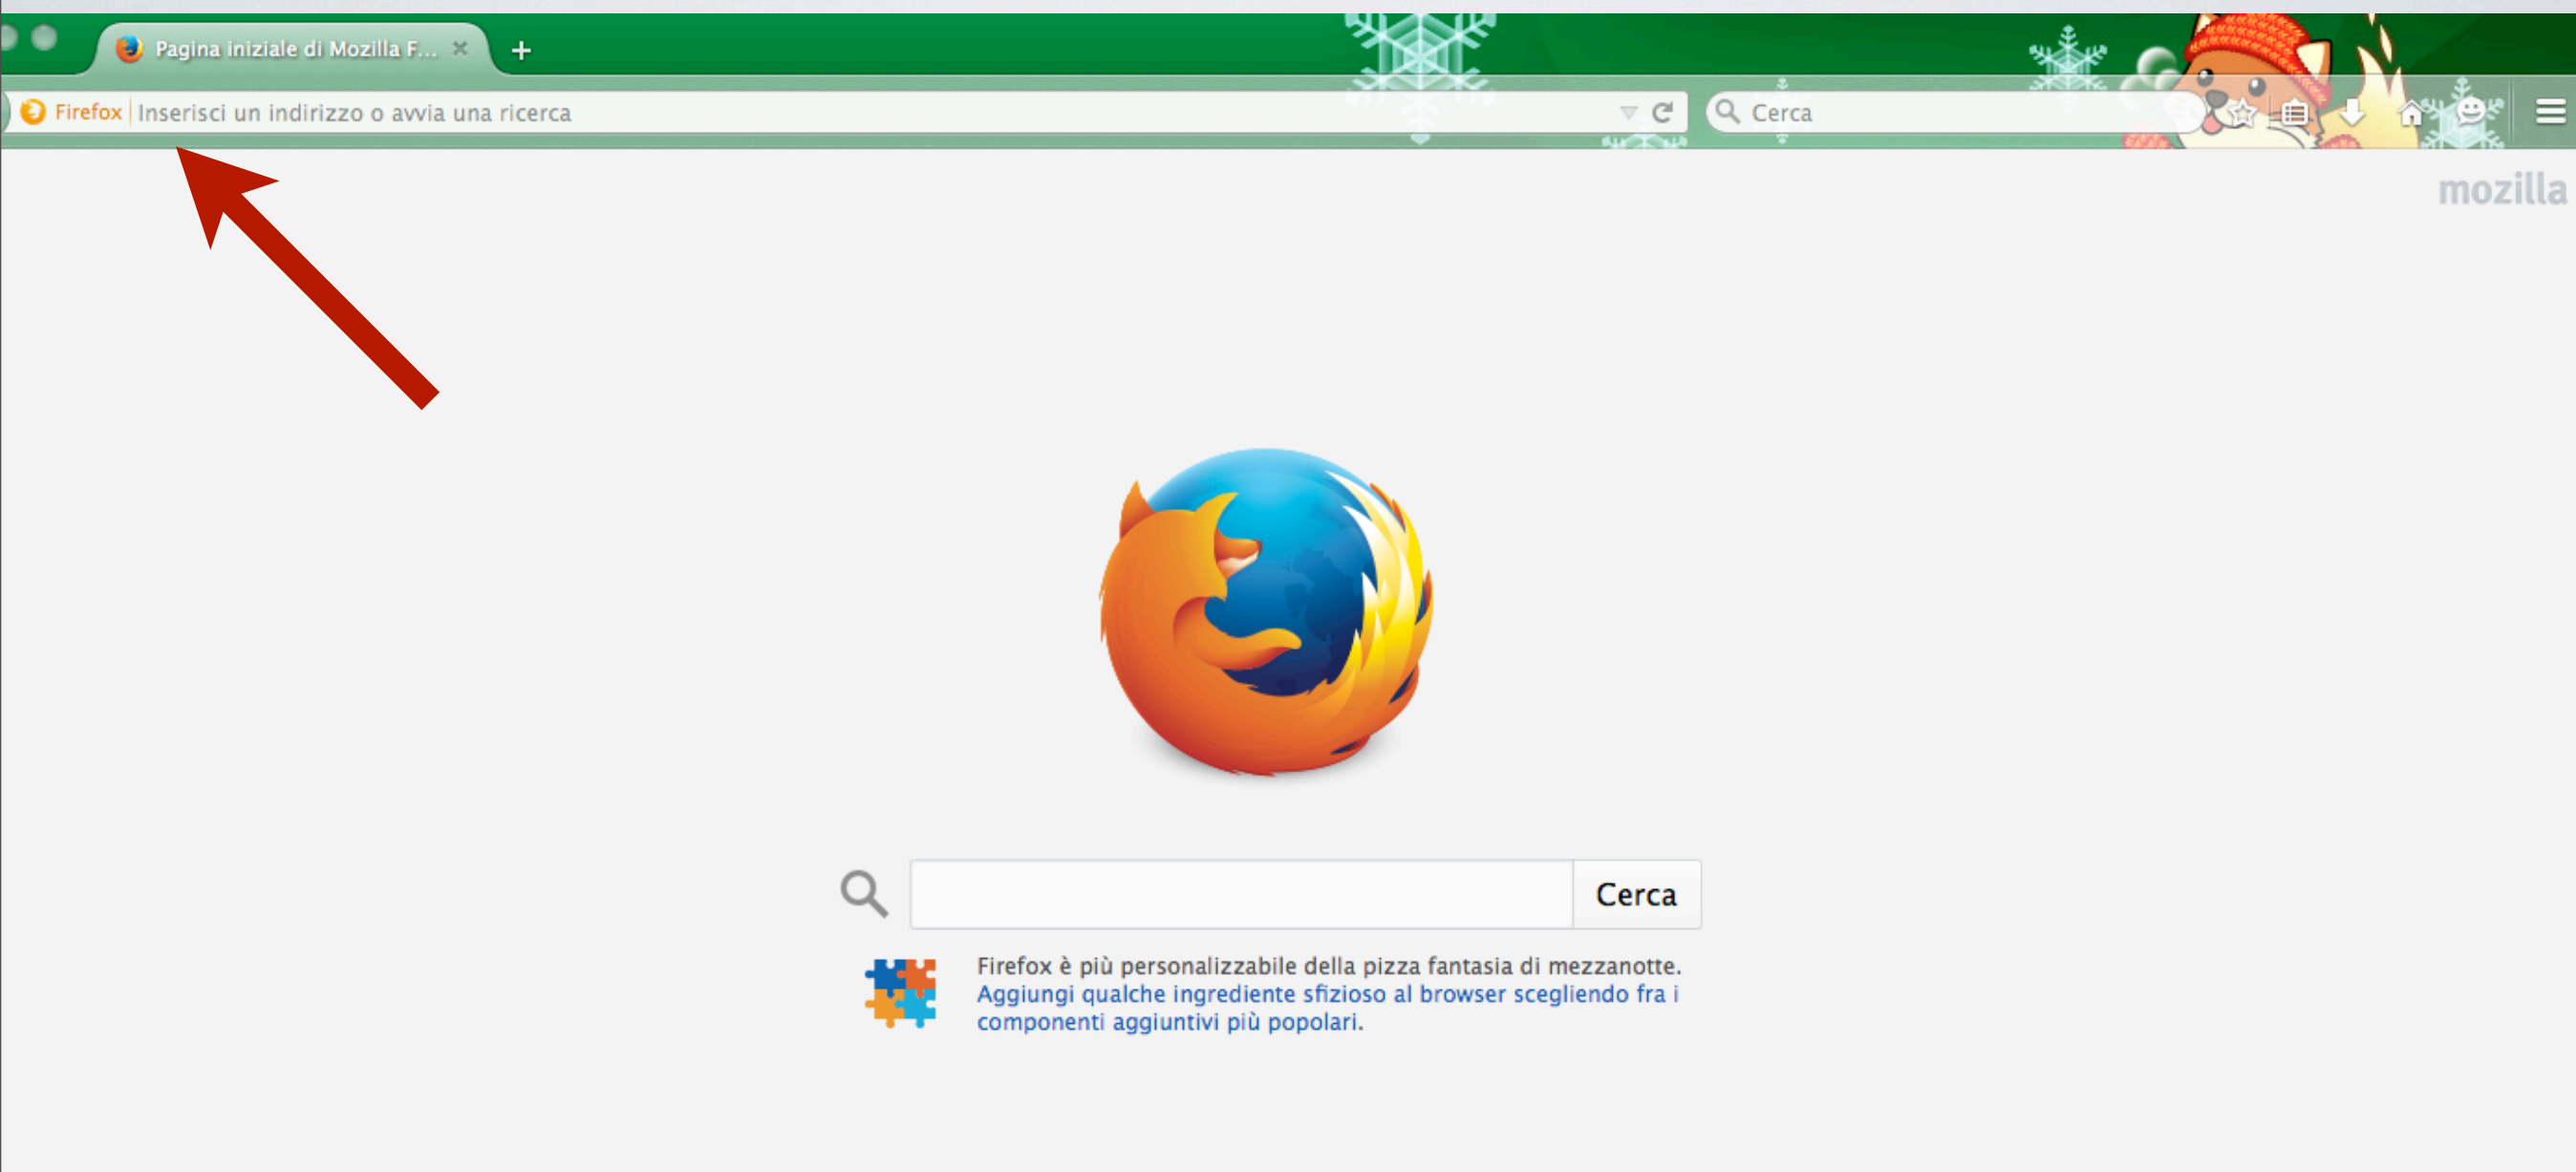 Pagina iniziale di Mozilla F...
Firefox Inserisci un indirizzo o avvia una ricerca
Cerca
mozilla
Cerca
Firefox è più personalizzabile della pizza fantasia di mezzanotte.
Aggiungi qualche ingrediente sfizioso al browser scegliendo fra i
componenti aggiuntivi più popolari.